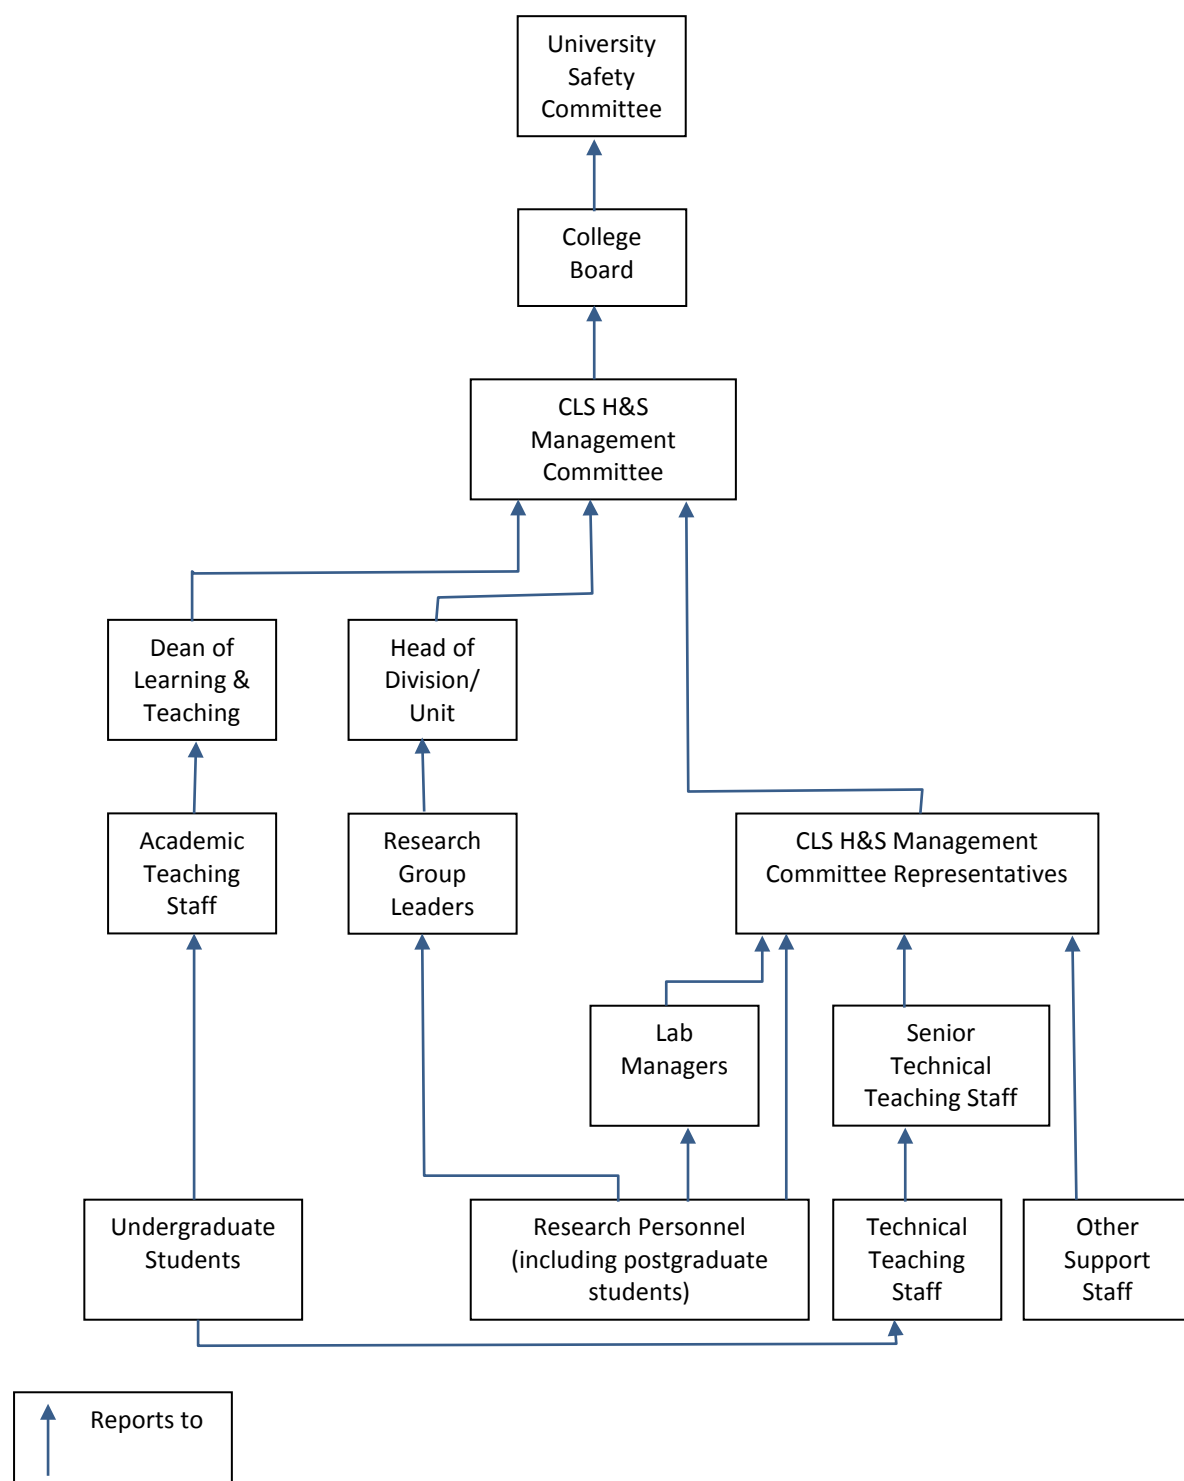 University
Safety
Committee
College
Board
CLS H&S
Management
Committee
Dean of
Learning &
Teaching
Head of
Division/
Unit
Academic
Teaching
Staff
Research
Group
Leaders
CLS H&S Management
Committee Representatives
Lab
Managers
Senior
Technical
Teaching Staff
Undergraduate
Students
Research Personnel
(including postgraduate
students)
Technical
Teaching
Staff
Other
Support
Staff
Reports to